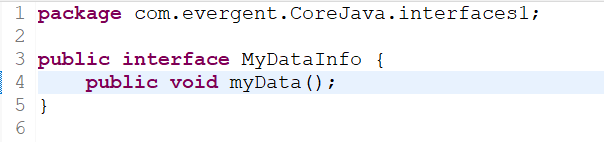 1 package com.evergent.CoreJava.interfaces1;
2
3 public interface MyDataInfo {
4     public void myData();
5 }
6